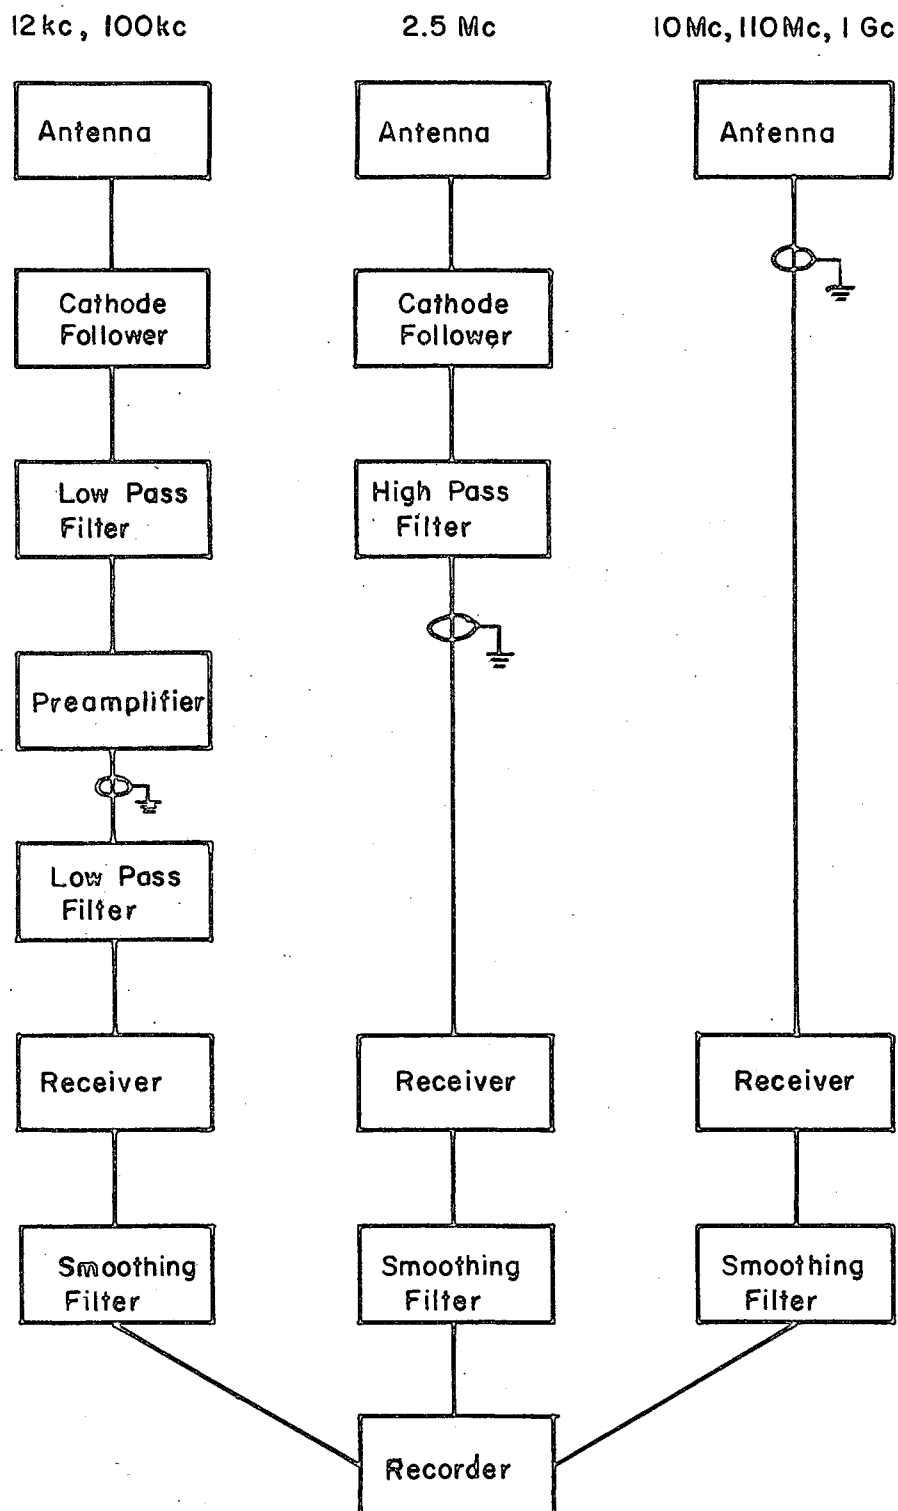 12kc, 100kc
2.5 Mc
10Mc, 110Mc, 1 Gc
Antenna
Antenna
Antenna
Cathode
Follower
Cathode
Follower
Low Pass
Filter
High Pass
Filter
Preamplifier
Low Pass
Filter
Receiver
Receiver
Receiver
Smoothing
Filter
Smoothing
Filter
Smoothing
Filter
Recorder